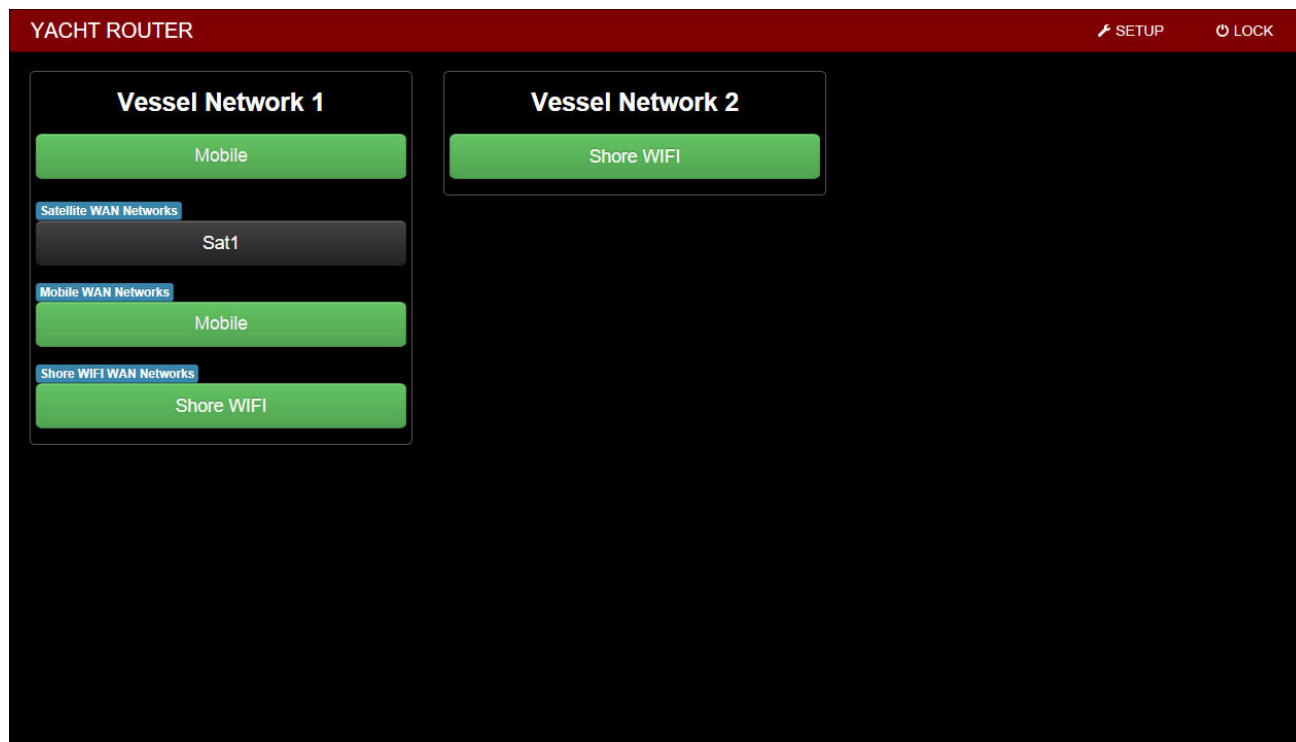 YACHT ROUTER
SETUP
LOCK
Vessel Network 1
Mobile
Satellite WAN Networks
Sat1
Mobile WAN Networks
Mobile
Shore WIFI WAN Networks
Shore WIFI
Vessel Network 2
Shore WIFI